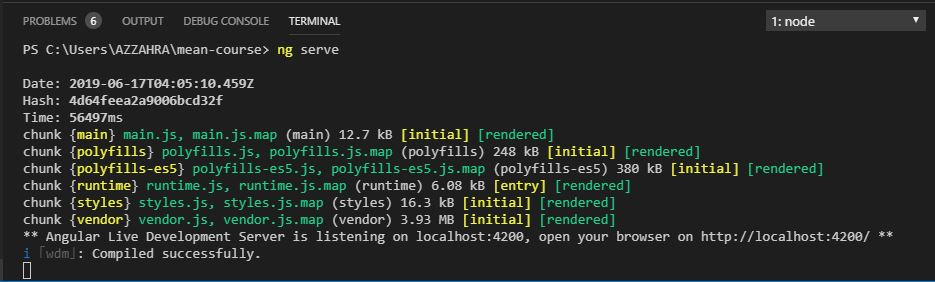 PROBLEMS 6 OUTPUT DEBUG CONSOLE TERMINAL 1: node
PS C:\Users\AZZAHRA\mean-course> ng serve
Date: 2019-06-17T04:05:10.459Z
Hash: 4d64feea2a9006bcd32f
Time: 56497ms
chunk {main} main.js, main.js.map (main) 12.7 kB [initial] [rendered]
chunk {polyfills} polyfills.js, polyfills.js.map (polyfills) 248 kB [initial] [rendered]
chunk {polyfills-es5} polyfills-es5.js, polyfills-es5.js.map (polyfills-es5) 380 kB [initial] [rendered]
chunk {runtime} runtime.js, runtime.js.map (runtime) 6.08 kB [entry] [rendered]
chunk {styles} styles.js, styles.js.map (styles) 16.3 kB [initial] [rendered]
chunk {vendor} vendor.js, vendor.js.map (vendor) 3.93 MB [initial] [rendered]
** Angular Live Development Server is listening on localhost:4200, open your browser on http://localhost:4200/ **
i ｢wdm｣: Compiled successfully.